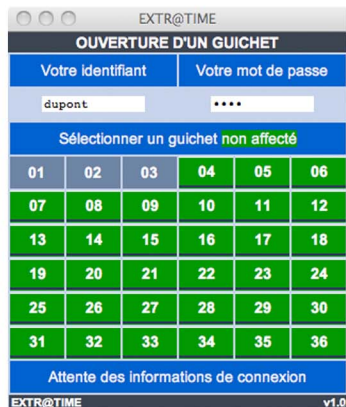 EXTR@TIME
OUVERTURE D'UN GUICHET
Votre identifiant Votre mot de passe
dupont ••••
Sélectionner un guichet non affecté
01 02 03 04 05 06
07 08 09 10 11 12
13 14 15 16 17 18
19 20 21 22 23 24
25 26 27 28 29 30
31 32 33 34 35 36
Attente des informations de connexion
EXTR@TIME v1.0